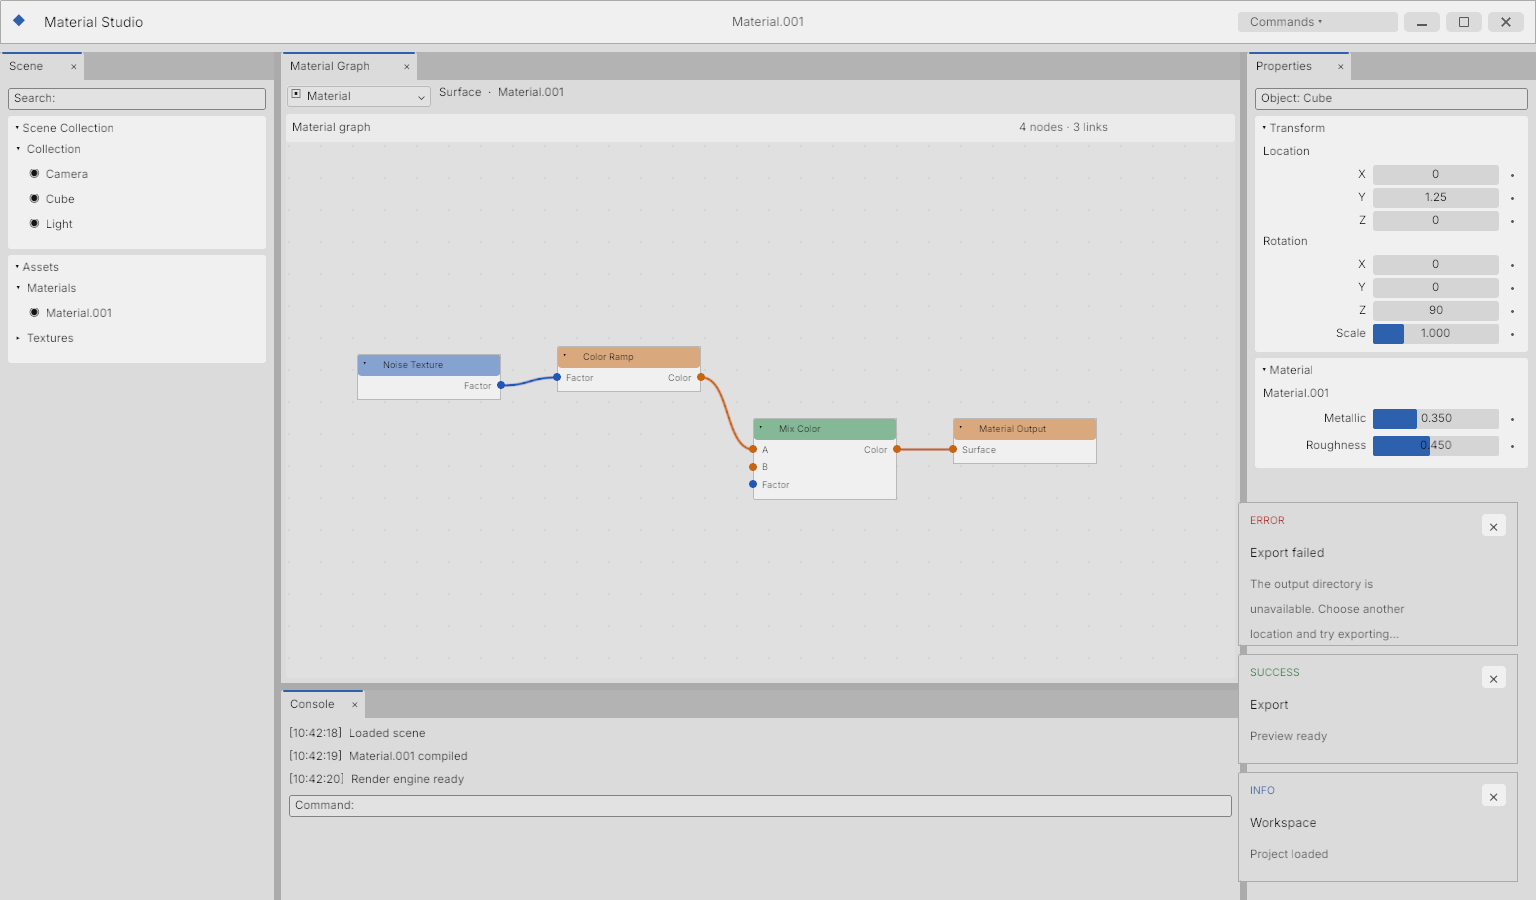 Material Studio
Material.001
Commands
Scene
Search:
Scene Collection
Collection
Camera
Cube
Light
Assets
Materials
Material.001
Textures
Material Graph
Material
Surface · Material.001
Material graph
4 nodes · 3 links
Noise Texture
Factor
Color Ramp
Factor
Color
Mix Color
A
Color
B
Factor
Material Output
Surface
Console
[10:42:18] Loaded scene
[10:42:19] Material.001 compiled
[10:42:20] Render engine ready
Command:
Properties
Object: Cube
Transform
Location
X 0
Y 1.25
Z 0
Rotation
X 0
Y 0
Z 90
Scale 1.000
Material
Material.001
Metallic 0.350
Roughness 0.450
ERROR
Export failed
The output directory is
unavailable. Choose another
location and try exporting...
SUCCESS
Export
Preview ready
INFO
Workspace
Project loaded